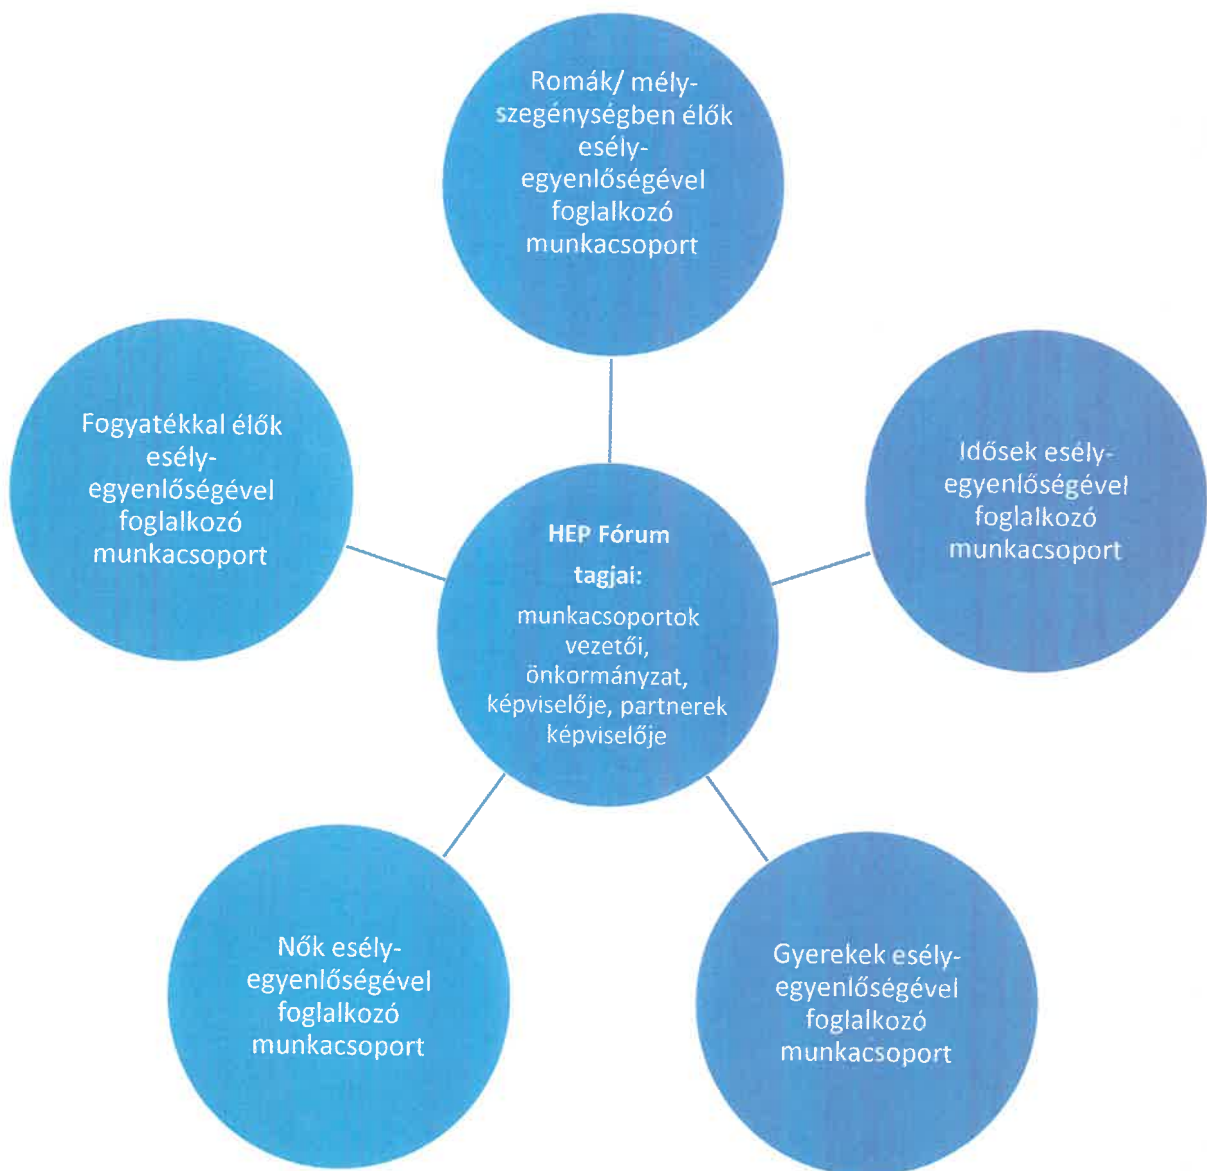 Romák/ mély-
szegénységben élők
esély-
egyenlőségével
foglalkozó
munkacsoport
Fogyatékkal élők
esély-
egyenlőségével
foglalkozó
munkacsoport
Idősek esély-
egyenlőségével
foglalkozó
munkacsoport
HEP Fórum
tagjai:
munkacsoportok
vezetői,
önkormányzat,
képviselője, partnerek
képviselője
Nők esély-
egyenlőségével
foglalkozó
munkacsoport
Gyerekek esély-
egyenlőségével
foglalkozó
munkacsoport